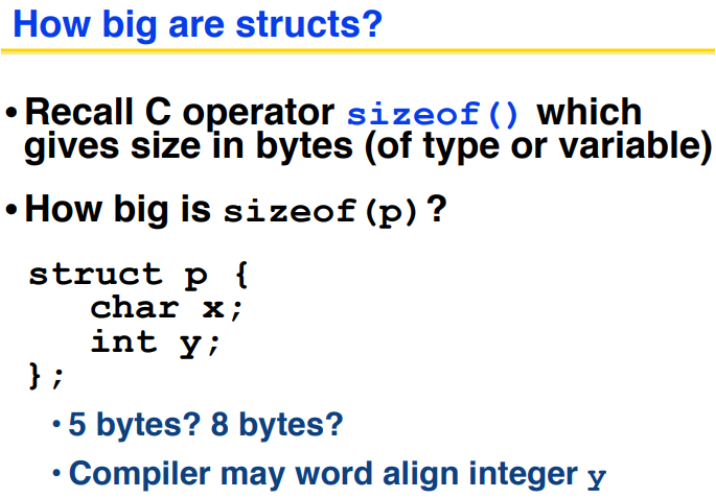 How big are structs?
• Recall C operator sizeof() which
gives size in bytes (of type or variable)
• How big is sizeof(p)?
struct p {
char x;
int y;
};
• 5 bytes? 8 bytes?
• Compiler may word align integer y